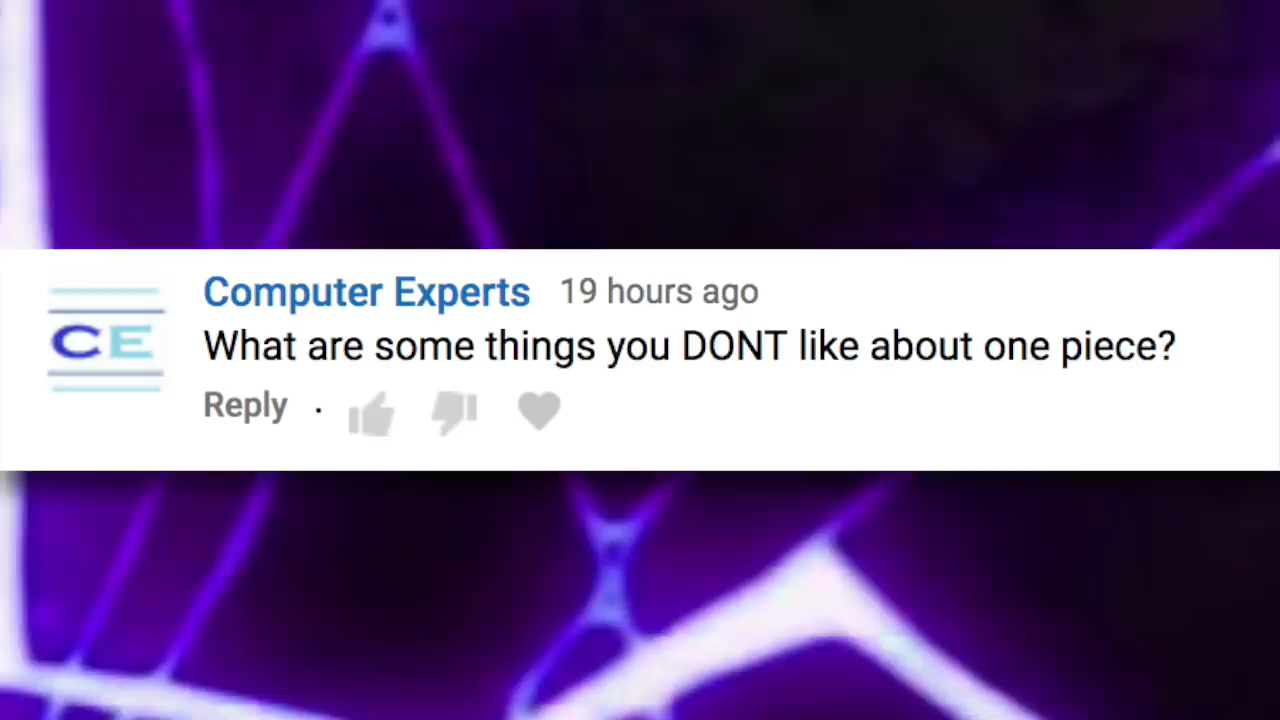 CE
Computer Experts 19 hours ago
What are some things you DONT like about one piece?
Reply ·